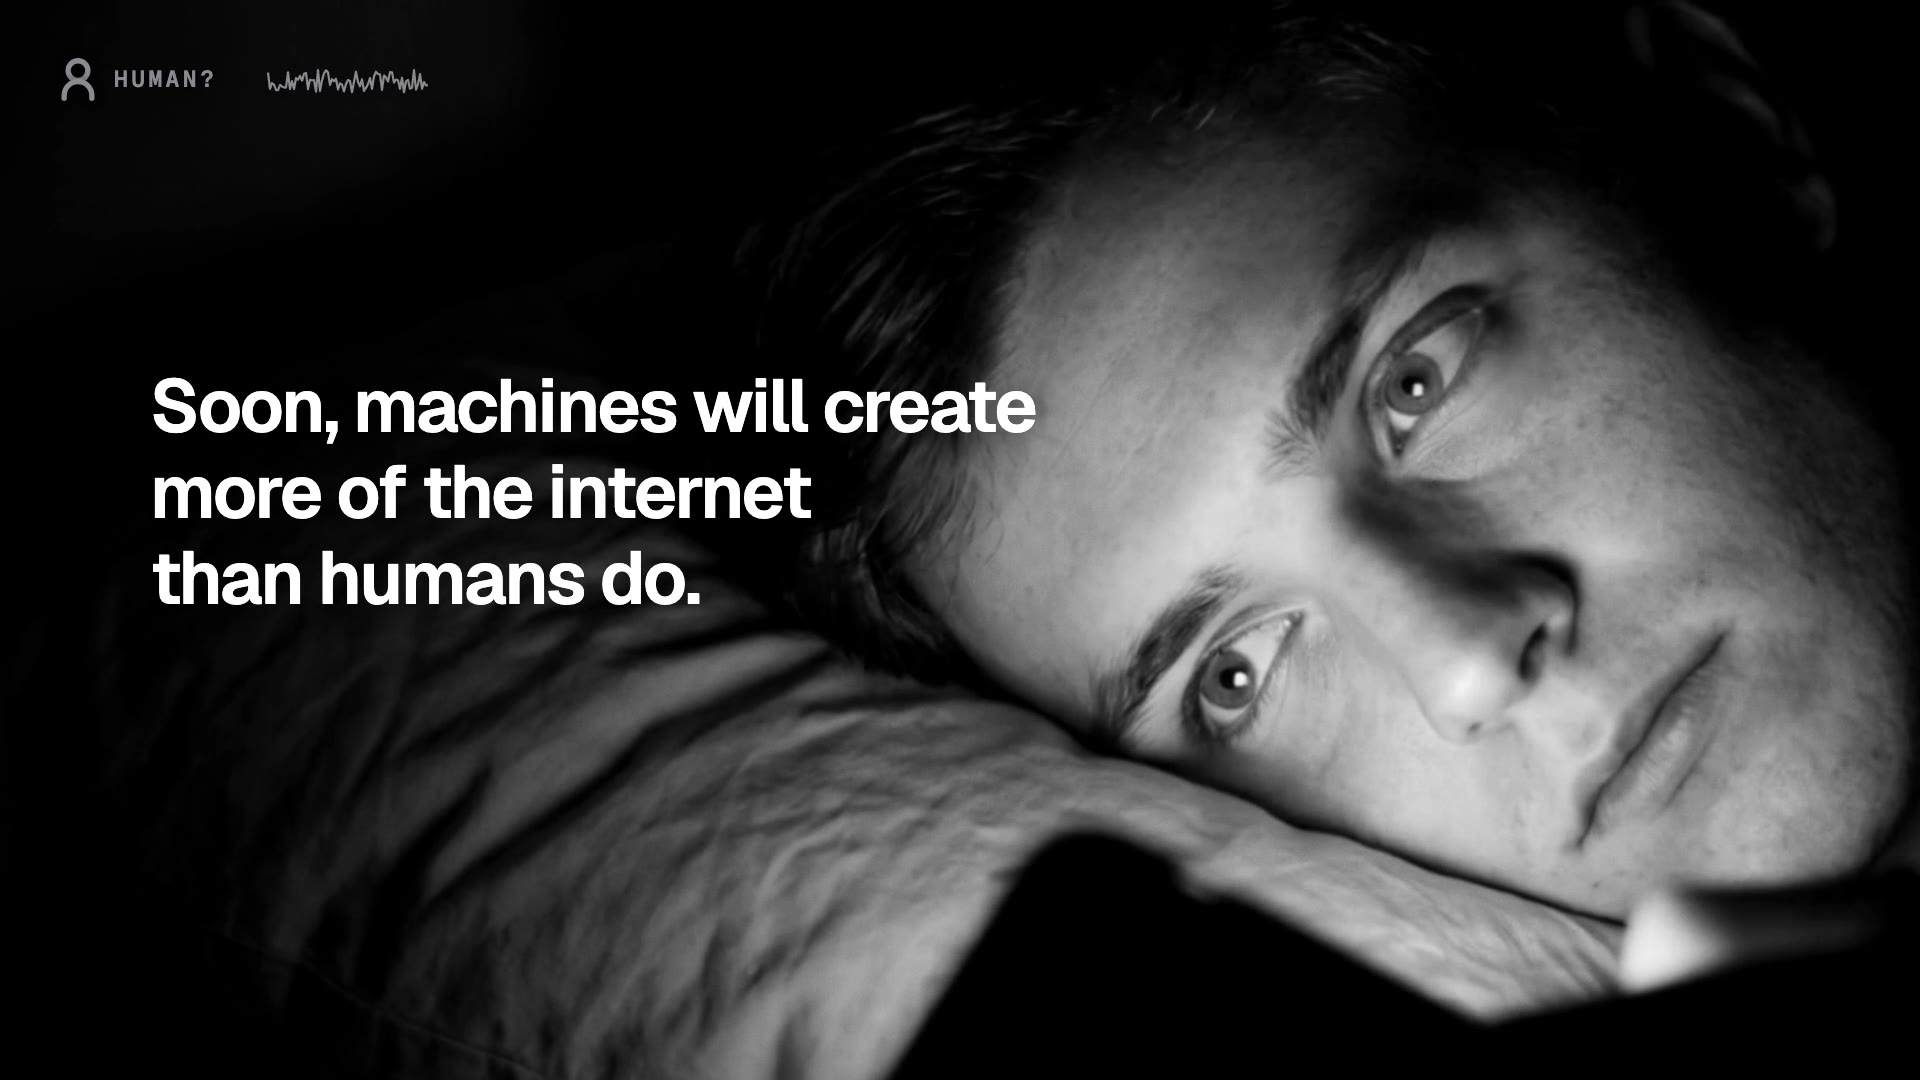 HUMAN?
Soon, machines will create
more of the internet
than humans do.